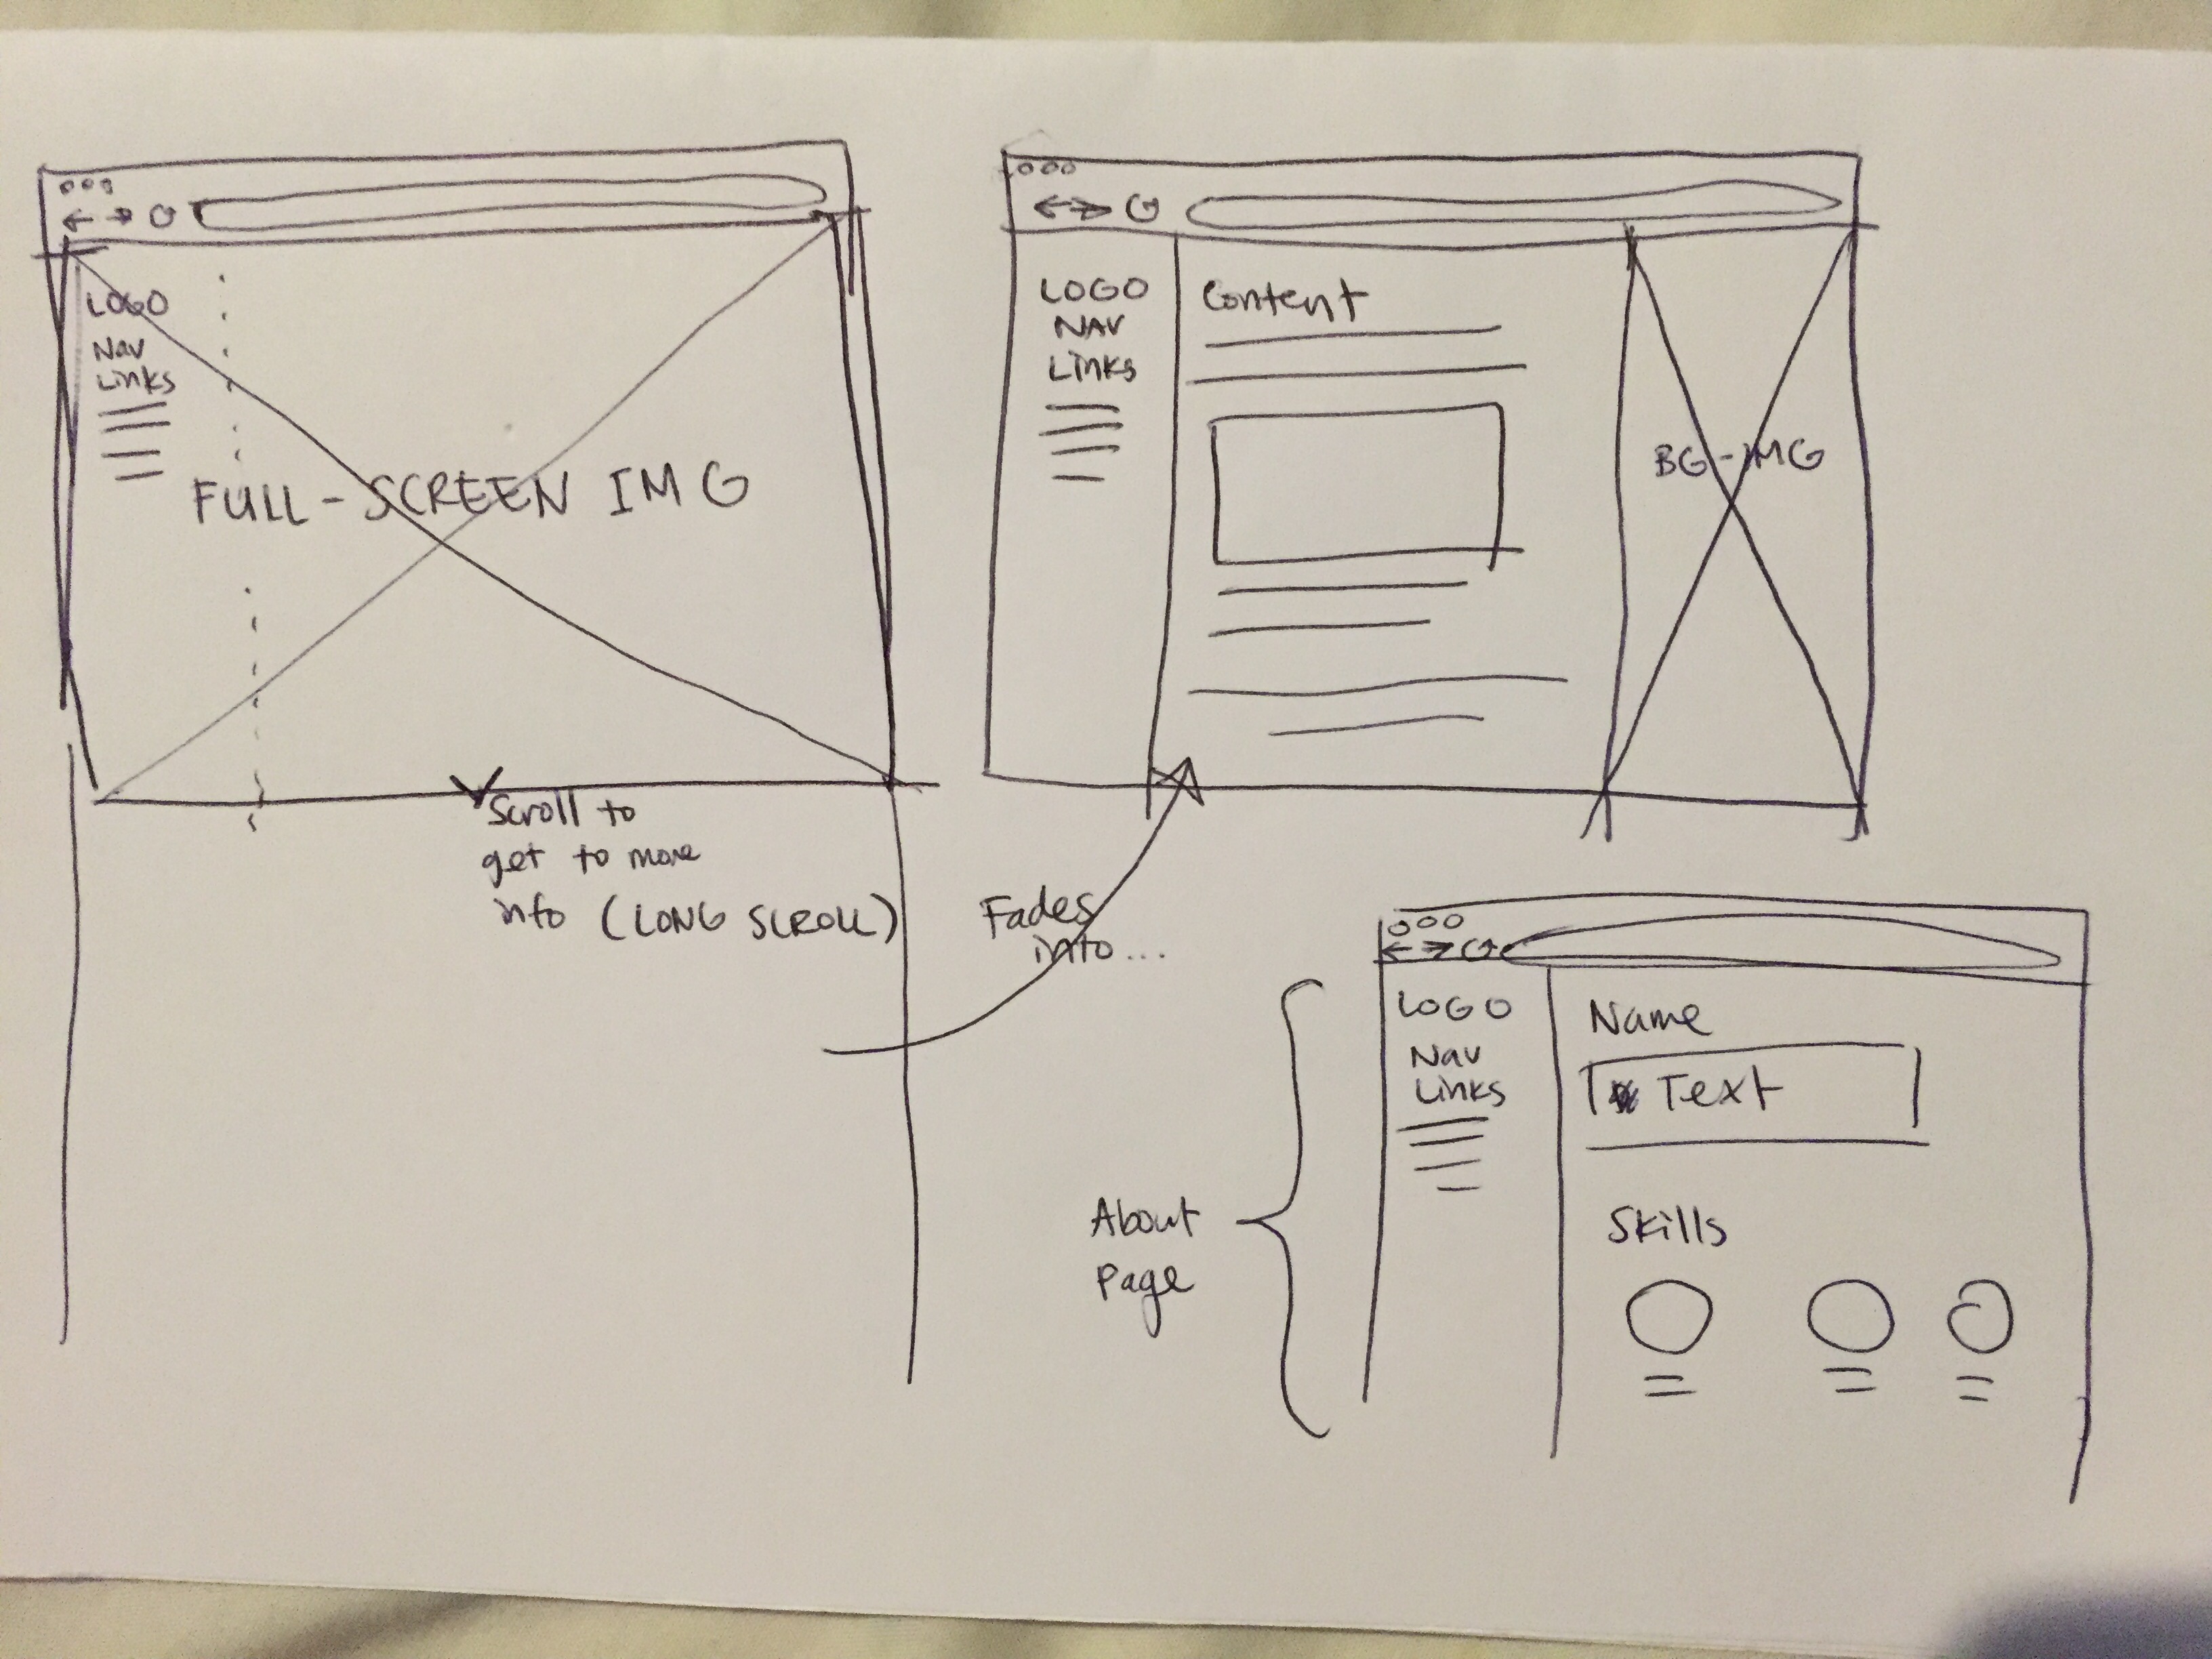 LOGO
Nav
Links
FULL-SCREEN IMG
Scroll to
get to more
info (LONG SCROLL)
LOGO
NAV
Links
Content
BG-IMG
Fades
into...
About
Page
LOGO
Nav
Links
Name
Text
Skills